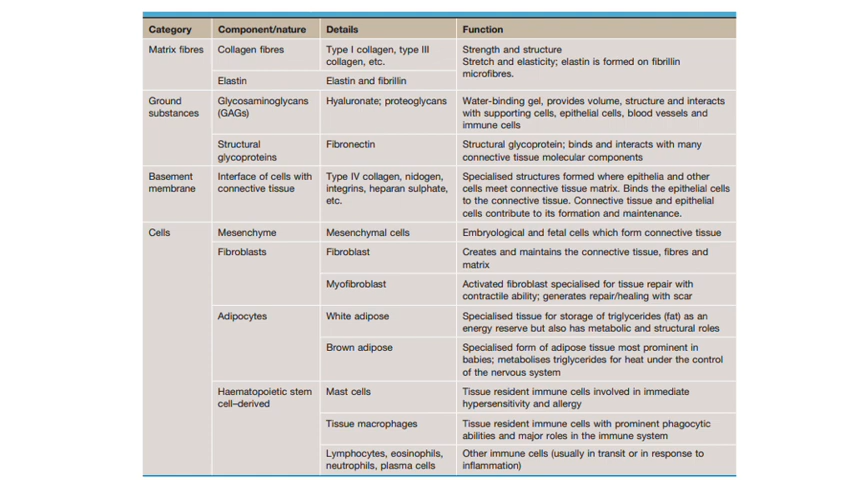 Category Component/nature Details Function
Matrix fibres Collagen fibres Type I collagen, type III Strength and structure
collagen, etc. Stretch and elasticity; elastin is formed on fibrillin
microfibres.
Elastin Elastin and fibrillin
Ground Glycosaminoglycans Hyaluronate; proteoglycans Water-binding gel, provides volume, structure and interacts
substances (GAGs) with supporting cells, epithelial cells, blood vessels and
immune cells
Structural Fibronectin Structural glycoprotein; binds and interacts with many
glycoproteins connective tissue molecular components
Basement Interface of cells with Type IV collagen, nidogen, Specialised structures formed where epithelia and other
membrane connective tissue integrins, heparan sulphate, cells meet connective tissue matrix. Binds the epithelial cells
etc. to the connective tissue. Connective tissue and epithelial
cells contribute to its formation and maintenance.
Cells Mesenchyme Mesenchymal cells Embryological and fetal cells which form connective tissue
Fibroblasts Fibroblast Creates and maintains the connective tissue, fibres and
matrix
Myofibroblast Activated fibroblast specialised for tissue repair with
contractile ability; generates repair/healing with scar
Adipocytes White adipose Specialised tissue for storage of triglycerides (fat) as an
energy reserve but also has metabolic and structural roles
Brown adipose Specialised form of adipose tissue most prominent in
babies; metabolises triglycerides for heat under the control
of the nervous system
Haematopoietic stem Mast cells Tissue resident immune cells involved in immediate
cell–derived hypersensitivity and allergy
Tissue macrophages Tissue resident immune cells with prominent phagocytic
abilities and major roles in the immune system
Lymphocytes, eosinophils, Other immune cells (usually in transit or in response to
neutrophils, plasma cells inflammation)